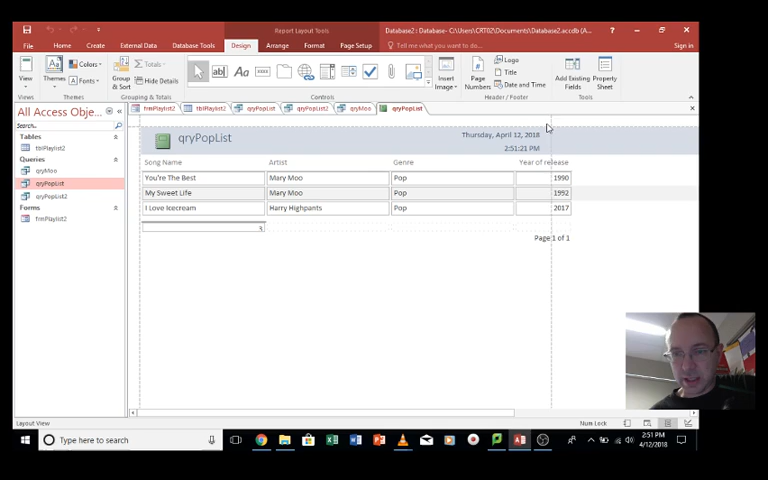 Report Layout Tools
Database2 : Database- C:\Users\CRT02\Documents\Database2.accdb (A...
File Home Create External Data Database Tools Design Arrange Format Page Setup Tell me what you want to do... Sign in
View Themes Colors Fonts Group & Sort Totals Hide Details Insert Image Page Numbers Logo Title Date and Time Add Existing Fields Property Sheet
Views Themes Grouping & Totals Controls Header / Footer Tools
All Access Obje...
frmPlaylist2 tblPlaylist2 qryPopList qryPopList2 qryMoo qryPopList
Search...
Tables
tblPlaylist2
Queries
qryMoo
qryPopList
qryPopList2
Forms
frmPlaylist2
qryPopList
Thursday, April 12, 2018
2:51:21 PM
Song Name Artist Genre Year of release
You're The Best Mary Moo Pop 1990
My Sweet Life Mary Moo Pop 1992
I Love Icecream Harry Highpants Pop 2017
3
Page 1 of 1
Layout View
Num Lock
Type here to search
2:51 PM
4/12/2018